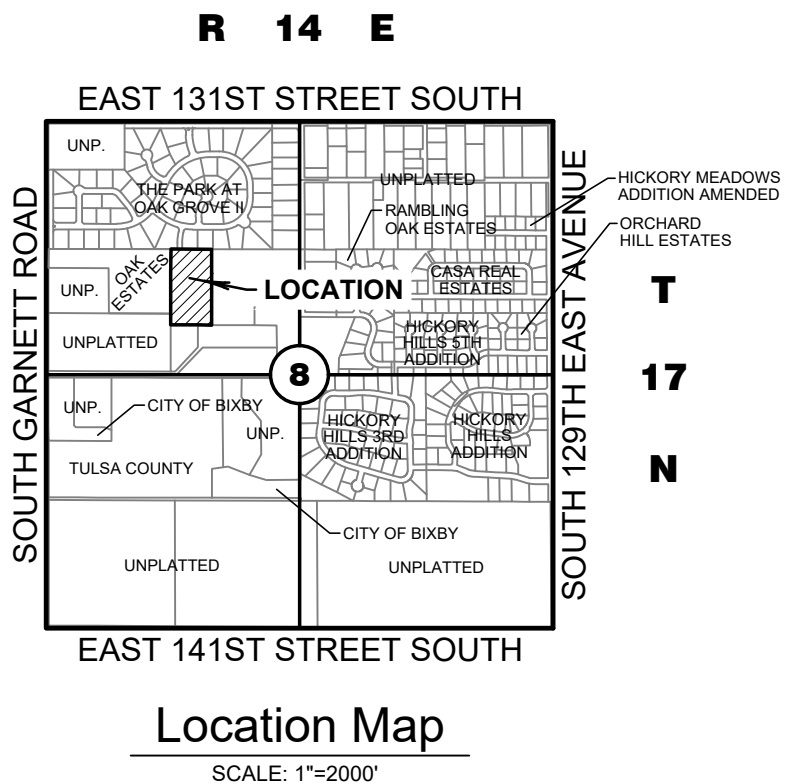 R 14 E
EAST 131ST STREET SOUTH
SOUTH GARNETT ROAD
SOUTH 129TH EAST AVENUE
T
17
N
UNP.
THE PARK AT
OAK GROVE II
UNPLATTED
HICKORY MEADOWS
ADDITION AMENDED
RAMBLING
OAK ESTATES
ORCHARD
HILL ESTATES
OAK
ESTATES
UNP.
LOCATION
CASA REAL
ESTATES
UNPLATTED
HICKORY
HILLS 5TH
ADDITION
8
UNP.
CITY OF BIXBY
UNP.
HICKORY
HILLS 3RD
ADDITION
HICKORY
HILLS
ADDITION
TULSA COUNTY
CITY OF BIXBY
UNPLATTED
UNPLATTED
EAST 141ST STREET SOUTH
Location Map
SCALE: 1"=2000'